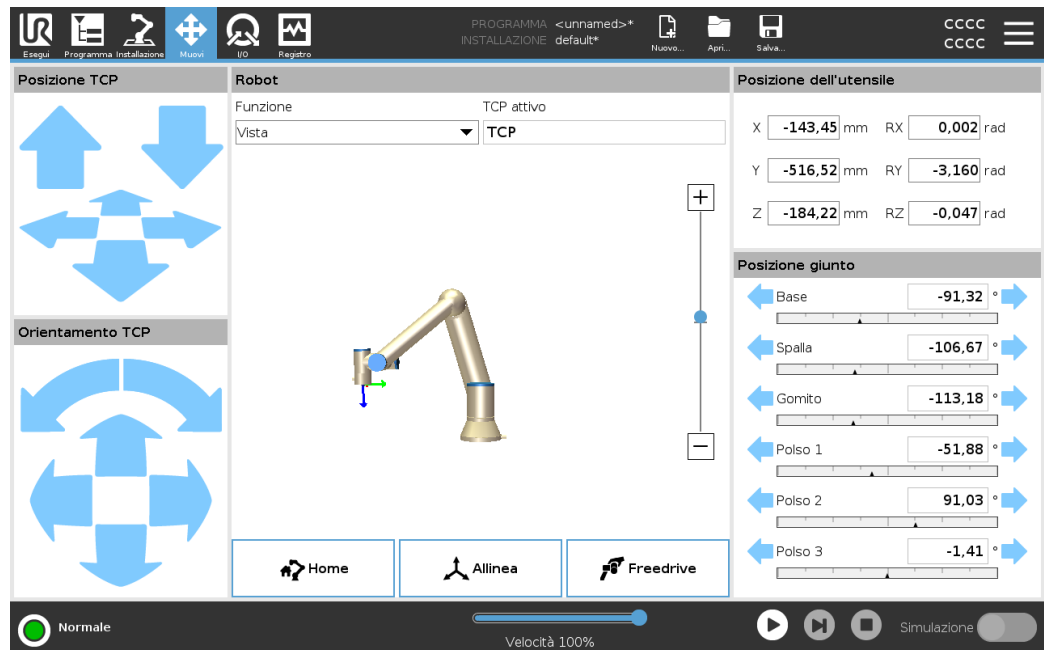 PROGRAMMA <unnamed>*
INSTALLAZIONE default*
CCCC
CCCC
Esegui Programma Installazione Muovi I/O Registro Nuovo... Apri... Salva...
Posizione TCP
Robot
Funzione TCP attivo
Vista TCP
Posizione dell'utensile
X -143,45 mm RX 0,002 rad
Y -516,52 mm RY -3,160 rad
Z -184,22 mm RZ -0,047 rad
Posizione giunto
Base -91,32 °
Spalla -106,67 °
Gomito -113,18 °
Polso 1 -51,88 °
Polso 2 91,03 °
Polso 3 -1,41 °
Orientamento TCP
Home Allinea Freedrive
Normale
Velocità 100%
Simulazione